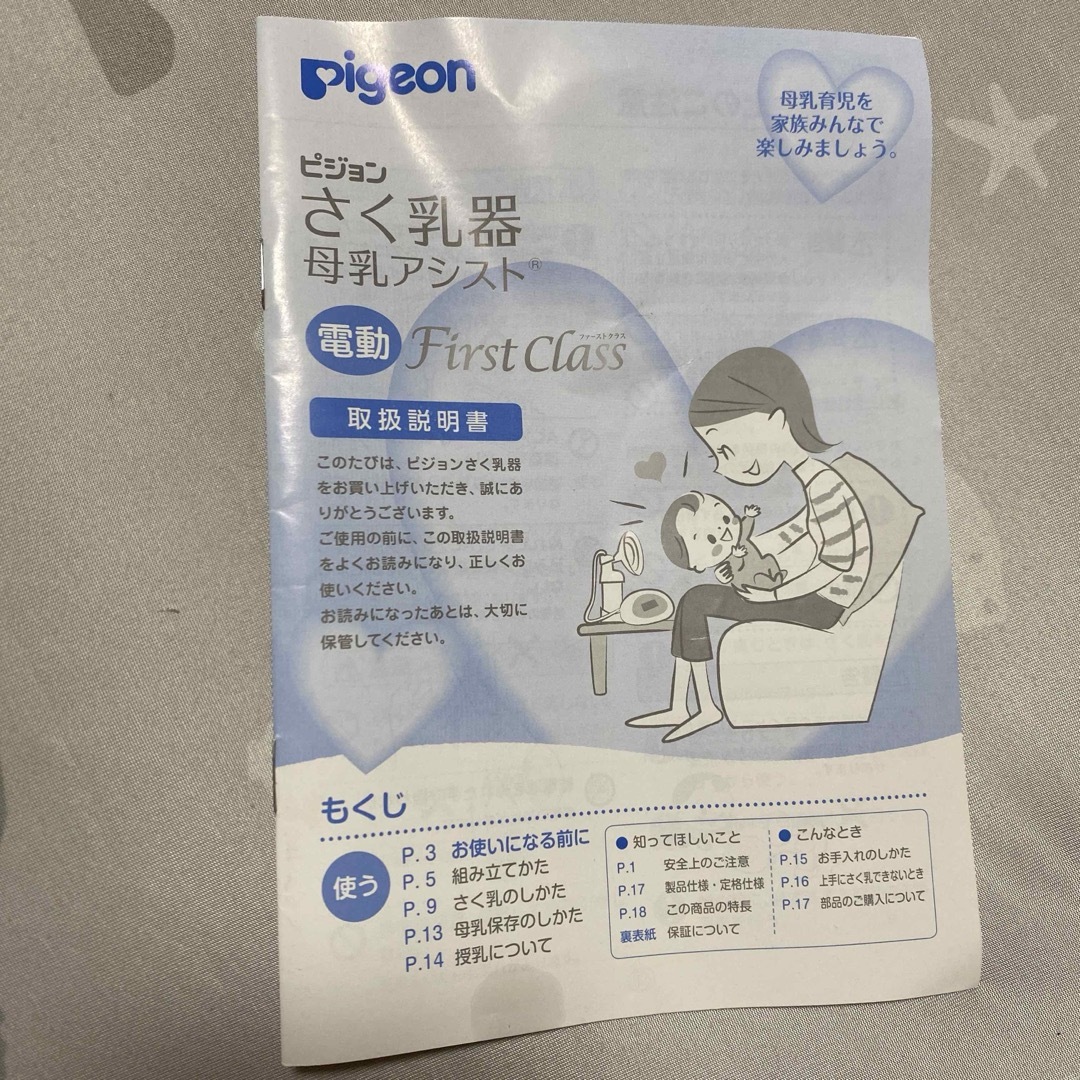 pigeon
母乳育児を
家族みんなで
楽しみましょう。
ピジョン
さく乳器
母乳アシスト®
電動 First Class
ファーストクラス
取扱説明書
このたびは、ピジョンさく乳器
をお買い上げいただき、誠にあ
りがとうございます。
ご使用の前に、この取扱説明書
をよくお読みになり、正しくお
使いください。
お読みになったあとは、大切に
保管してください。
もくじ
使う
P.3 お使いになる前に
P.5 組み立てかた
P.9 さく乳のしかた
P.13 母乳保存のしかた
P.14 授乳について
● 知ってほしいこと
P.1 安全上のご注意
P.17 製品仕様・定格仕様
P.18 この商品の特長
裏表紙 保証について
● こんなとき
P.15 お手入れのしかた
P.16 上手にさく乳できないとき
P.17 部品のご購入について